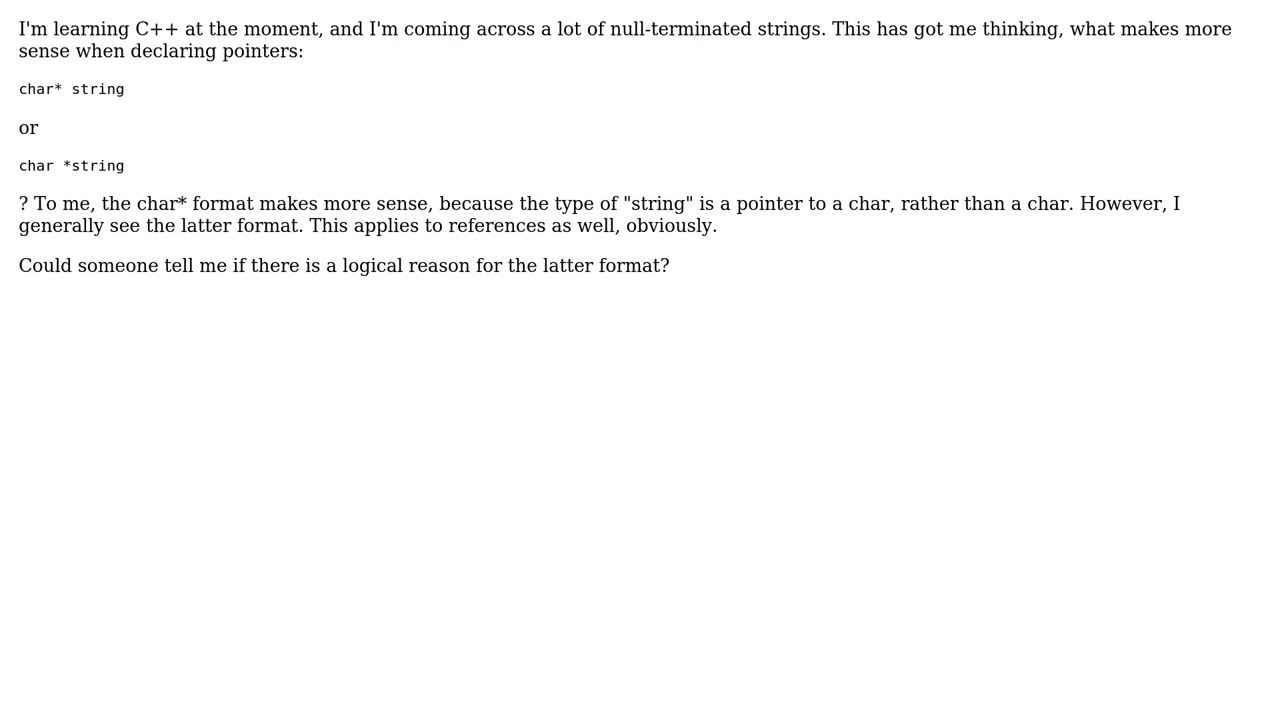 I'm learning C++ at the moment, and I'm coming across a lot of null-terminated strings. This has got me thinking, what makes more
sense when declaring pointers:
char* string
or
char *string
? To me, the char* format makes more sense, because the type of "string" is a pointer to a char, rather than a char. However, I
generally see the latter format. This applies to references as well, obviously.
Could someone tell me if there is a logical reason for the latter format?